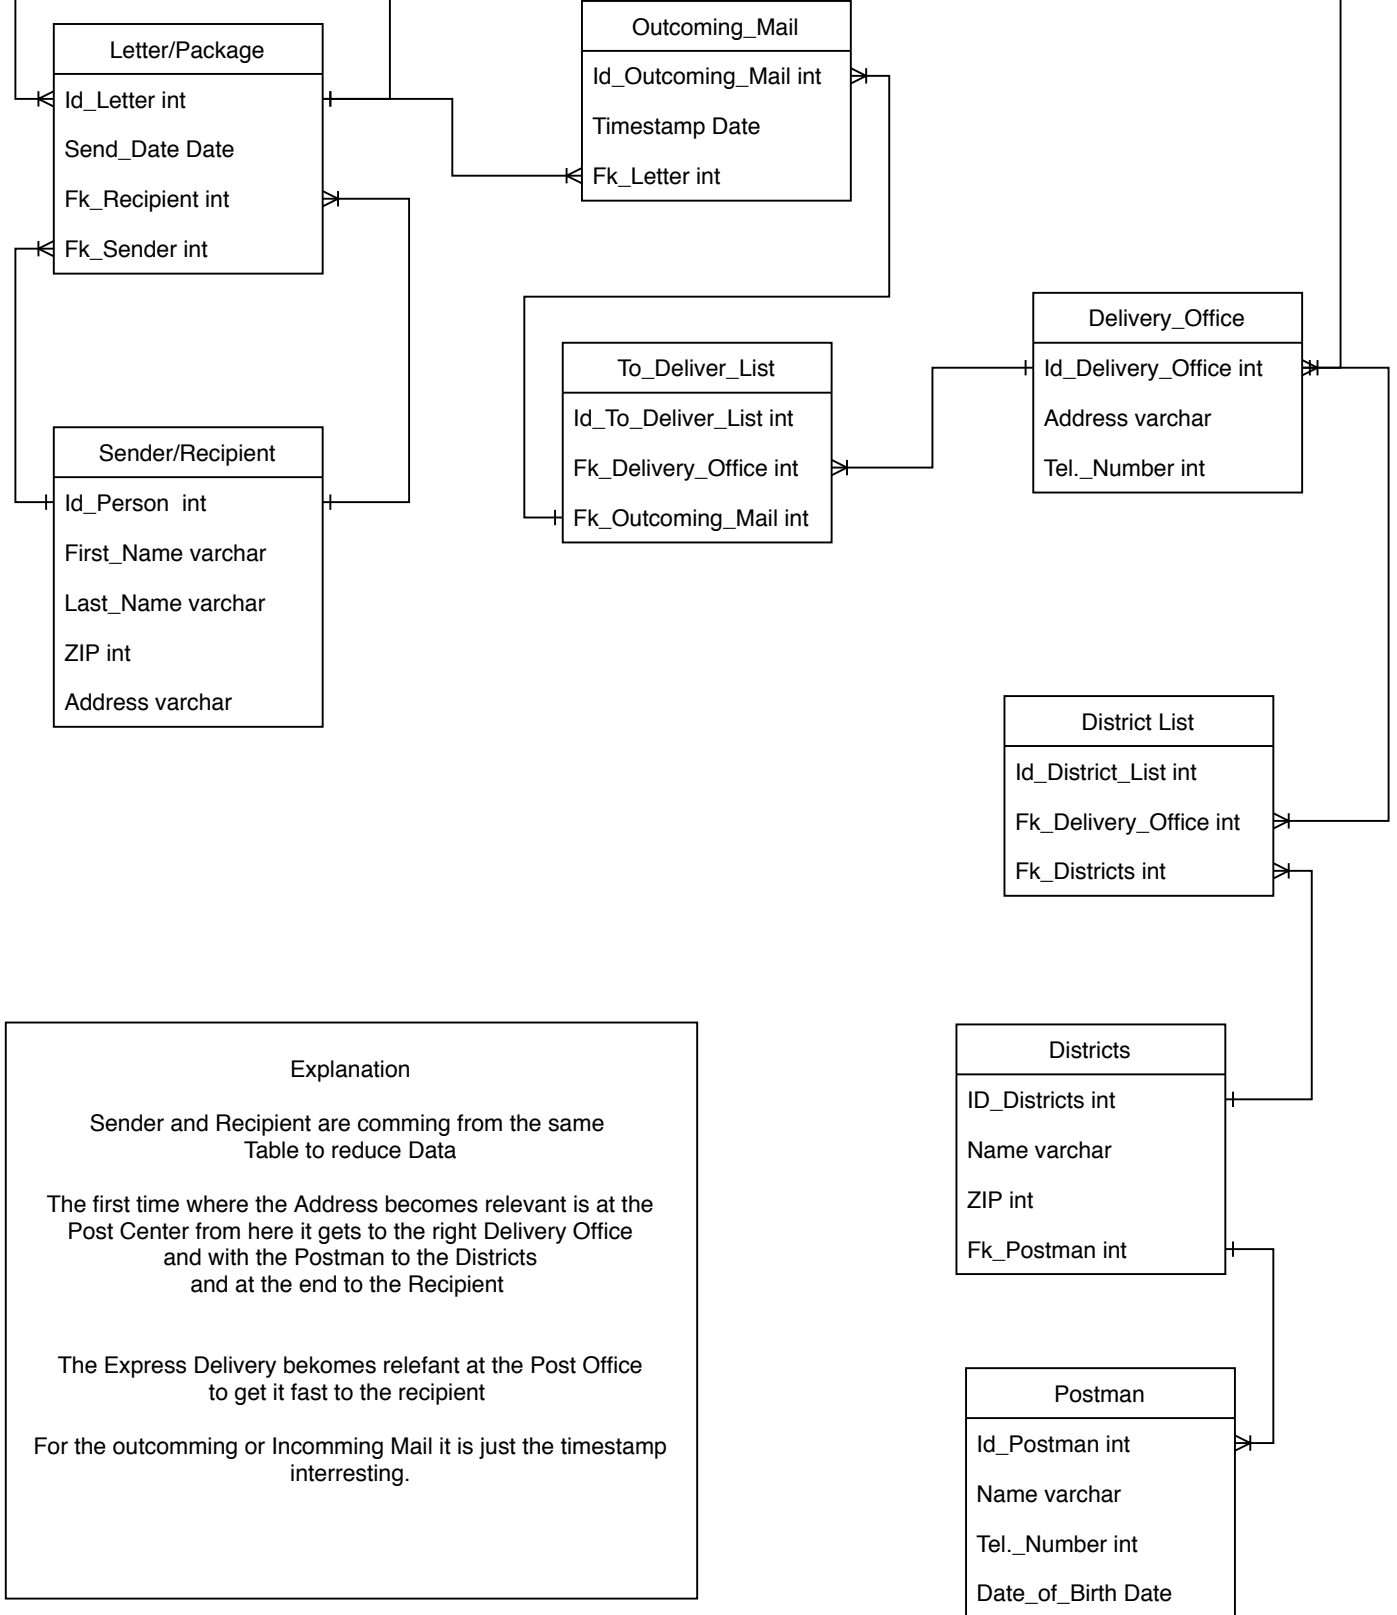 Letter/Package
Id_Letter int
Send_Date Date
Fk_Recipient int
Fk_Sender int
Outcoming_Mail
Id_Outcoming_Mail int
Timestamp Date
Fk_Letter int
Delivery_Office
Id_Delivery_Office int
Address varchar
Tel._Number int
To_Deliver_List
Id_To_Deliver_List int
Fk_Delivery_Office int
Fk_Outcoming_Mail int
Sender/Recipient
Id_Person  int
First_Name varchar
Last_Name varchar
ZIP int
Address varchar
District List
Id_District_List int
Fk_Delivery_Office int
Fk_Districts int
Explanation
Sender and Recipient are comming from the same
Table to reduce Data
The first time where the Address becomes relevant is at the
Post Center from here it gets to the right Delivery Office
and with the Postman to the Districts
and at the end to the Recipient
The Express Delivery bekomes relefant at the Post Office
to get it fast to the recipient
For the outcomming or Incomming Mail it is just the timestamp
interresting.
Districts
ID_Districts int
Name varchar
ZIP int
Fk_Postman int
Postman
Id_Postman int
Name varchar
Tel._Number int
Date_of_Birth Date